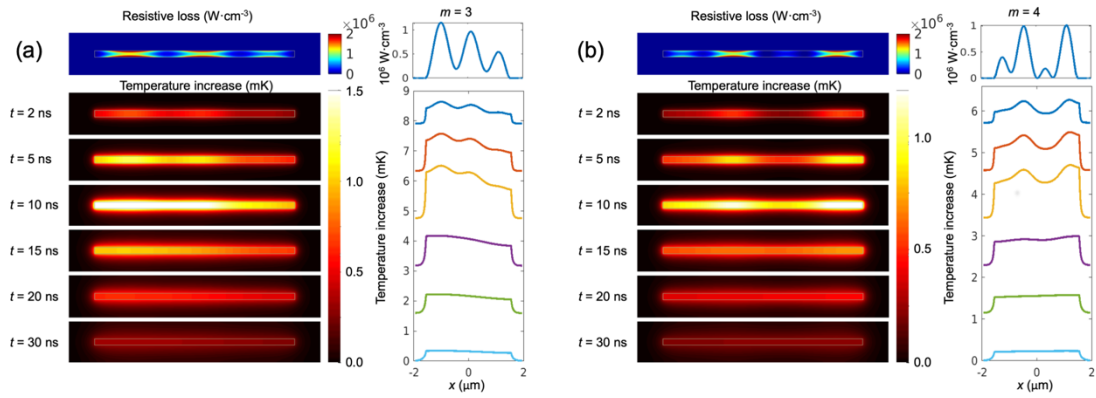 (a)
Resistive loss (W·cm⁻³)
×10⁶
2
1
0
Temperature increase (mK)
t = 2 ns
t = 5 ns
t = 10 ns
t = 15 ns
t = 20 ns
t = 30 ns
1.5
1.0
0.5
0.0
m = 3
10⁶ W·cm⁻³
1
0.5
0
Temperature increase (mK)
9
8
7
6
5
4
3
2
1
0
-2 0 2
x (μm)
(b)
Resistive loss (W·cm⁻³)
×10⁶
2
1
0
Temperature increase (mK)
t = 2 ns
t = 5 ns
t = 10 ns
t = 15 ns
t = 20 ns
t = 30 ns
1.0
0.5
0.0
m = 4
10⁶ W·cm⁻³
1
0.5
0
Temperature increase (mK)
6
5
4
3
2
1
0
-2 0 2
x (μm)